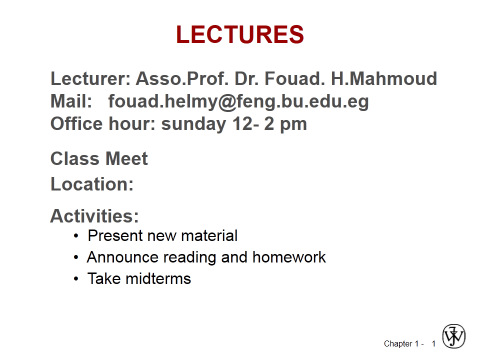 LECTURES
Lecturer: Asso.Prof. Dr. Fouad. H.Mahmoud
Mail: fouad.helmy@feng.bu.edu.eg
Office hour: sunday 12- 2 pm
Class Meet
Location:
Activities:
• Present new material
• Announce reading and homework
• Take midterms
Chapter 1 - 1